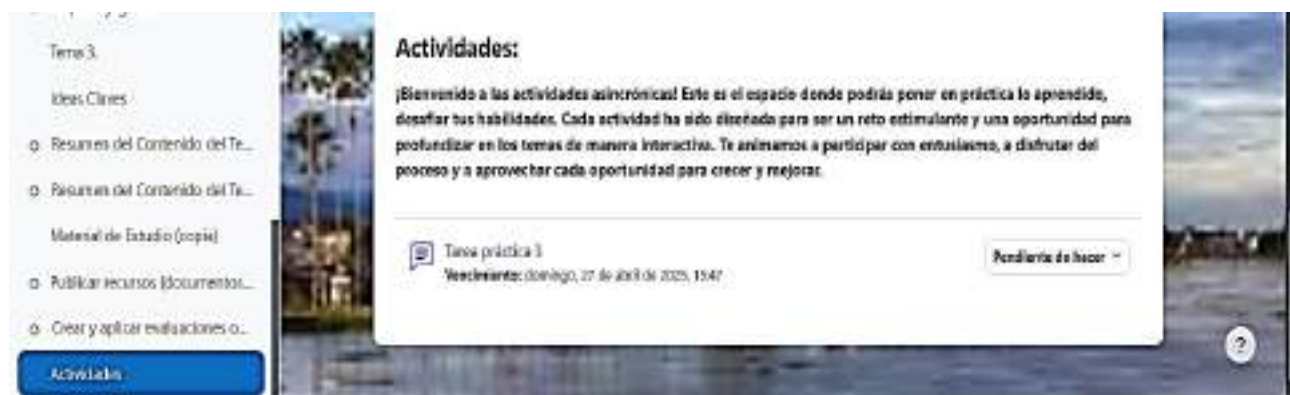 Tema 3.
Ideas Claves
Resumen del Contenido del Te...
Resumen del Contenido del Te...
Material de Estudio (copia)
Publicar recursos (documentos...
Crear y aplicar evaluaciones o...
Actividades
Actividades:
¡Bienvenido a las actividades asincrónicas! Este es el espacio donde podrás poner en práctica lo aprendido,
desafiar tus habilidades. Cada actividad ha sido diseñada para ser un reto estimulante y una oportunidad para
profundizar en los temas de manera interactiva. Te animamos a participar con entusiasmo, a disfrutar del
proceso y a aprovechar cada oportunidad para crecer y mejorar.
Tarea práctica 3
Vencimiento: domingo, 27 de abril de 2025, 15:47
Pendiente de hacer
?